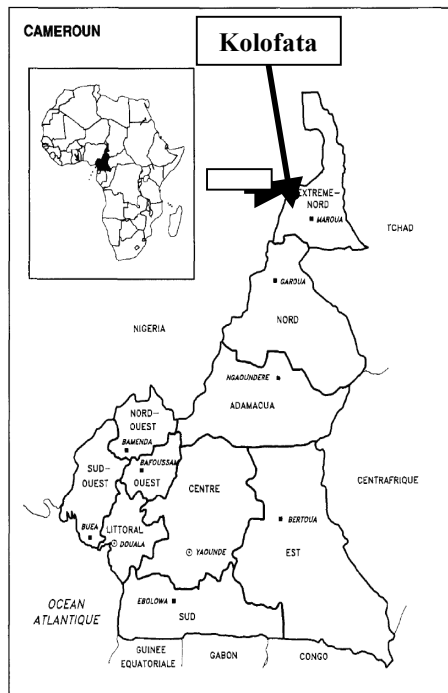 CAMEROUN
Kolofata
EXTREME-
NORD
MAROUA
TCHAD
GAROUA
NORD
NIGERIA
NGAOUNDERE
ADAMAOUA
NORD-
OUEST
BAMENDA
BAFOUSSAM
SUD-
OUEST
OUEST
CENTRE
CENTRAFRIQUE
BUEA
LITTORAL
DOUALA
YAOUNDE
BERTOUA
EST
OCEAN
ATLANTIQUE
EBOLOWA
SUD
GUINEE
EQUATORIALE
GABON
CONGO